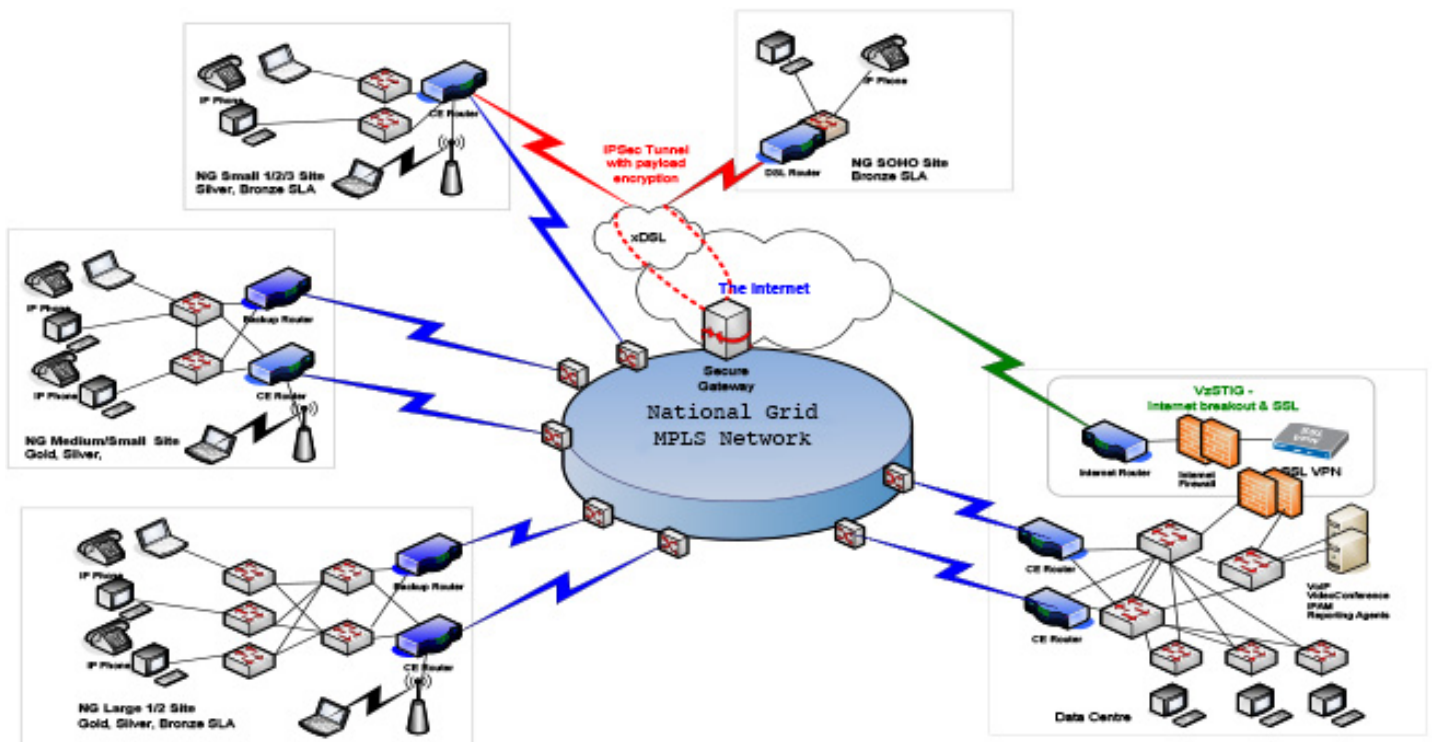 IP Phone
CE Router
NG Small 1/2/3 Site
Silver, Bronze SLA
IPSec Tunnel
with payload
encryption
IP Phone
DSL Router
NG SOHO Site
Bronze SLA
xDSL
The Internet
Secure
Gateway
National Grid
MPLS Network
IP Phone
Backup Router
IP Phone
CE Router
NG Medium/Small Site
Gold, Silver,
IP Phone
Backup Router
IP Phone
CE Router
NG Large 1/2 Site
Gold, Silver, Bronze SLA
VzSTIG -
Internet breakout & SSL
Internet Router
Internet
Firewall
SSL
VPN
SSL VPN
CE Router
CE Router
VoIP
VideoConference
IPAM
Reporting Agents
Data Centre